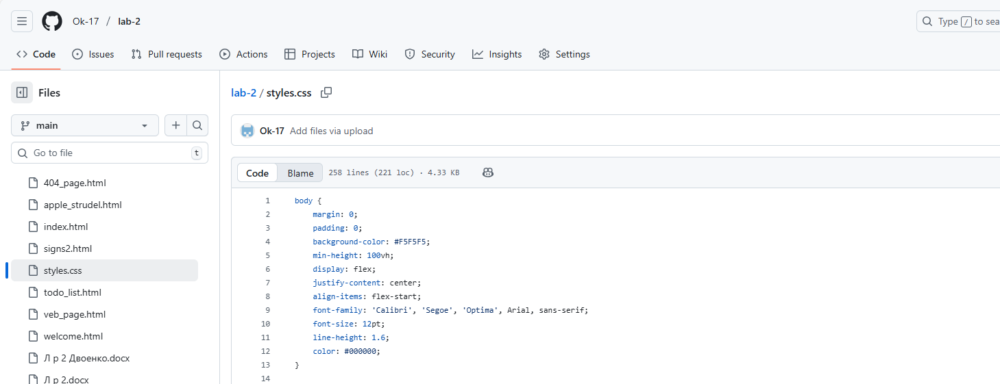 Ok-17 / lab-2
Type / to sea
Code Issues Pull requests Actions Projects Wiki Security Insights Settings
Files
main
Go to file t
404_page.html
apple_strudel.html
index.html
signs2.html
styles.css
todo_list.html
veb_page.html
welcome.html
Л р 2 Двоенко.docx
Л р 2.docx
lab-2 / styles.css
Ok-17 Add files via upload
Code Blame 258 lines (221 loc) · 4.33 KB
1 body {
2 margin: 0;
3 padding: 0;
4 background-color: #F5F5F5;
5 min-height: 100vh;
6 display: flex;
7 justify-content: center;
8 align-items: flex-start;
9 font-family: 'Calibri', 'Segoe', 'Optima', Arial, sans-serif;
10 font-size: 12pt;
11 line-height: 1.6;
12 color: #000000;
13 }
14